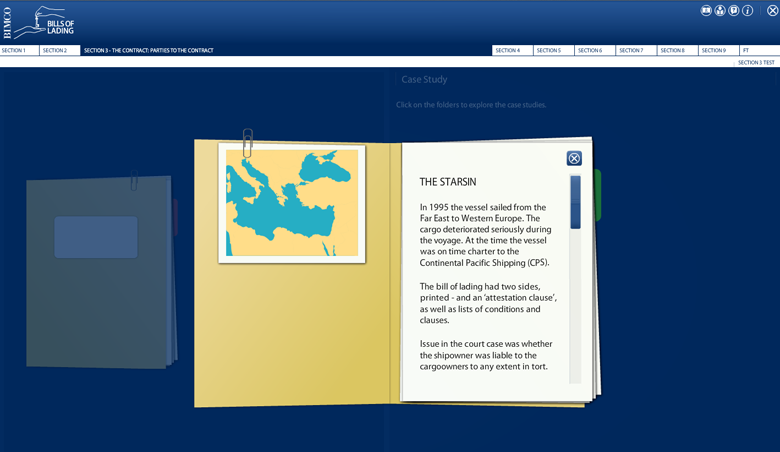 BIMCO
BILLS OF
LADING
SECTION 1
SECTION 2
SECTION 3 - THE CONTRACT: PARTIES TO THE CONTRACT
SECTION 4
SECTION 5
SECTION 6
SECTION 7
SECTION 8
SECTION 9
FT
SECTION 3 TEST
Case Study
Click on the folders to explore the case studies.
THE STARSIN
In 1995 the vessel sailed from the
Far East to Western Europe. The
cargo deteriorated seriously during
the voyage. At the time the vessel
was on time charter to the
Continental Pacific Shipping (CPS).
The bill of lading had two sides,
printed - and an ‘attestation clause’,
as well as lists of conditions and
clauses.
Issue in the court case was whether
the shipowner was liable to the
cargoowners to any extent in tort.